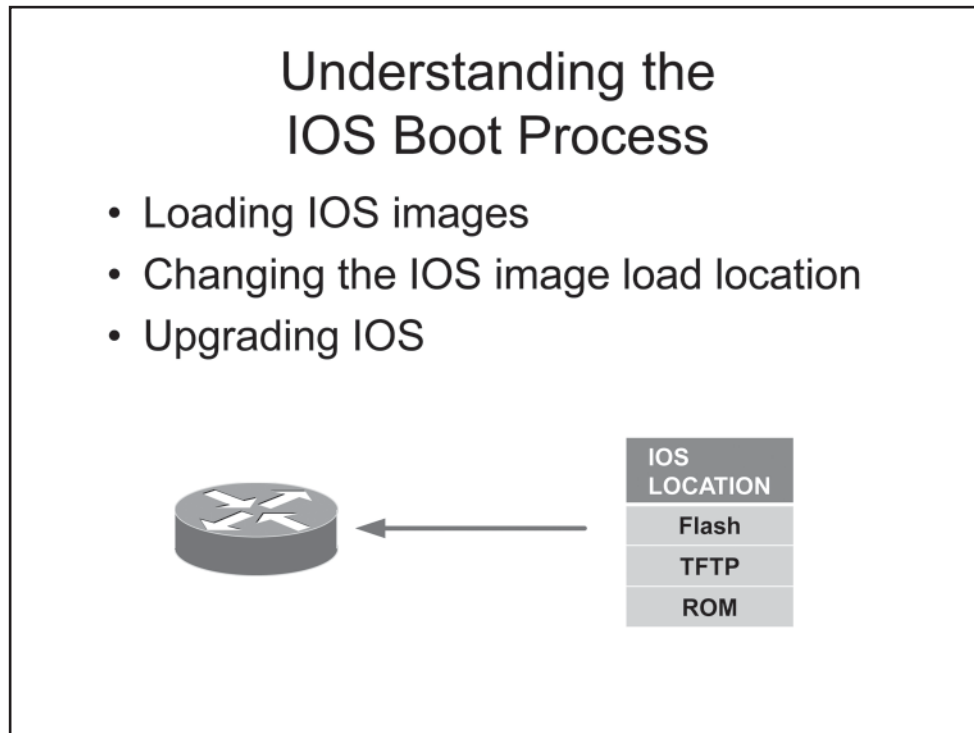 Understanding the
IOS Boot Process
• Loading IOS images
• Changing the IOS image load location
• Upgrading IOS
IOS
LOCATION
Flash
TFTP
ROM